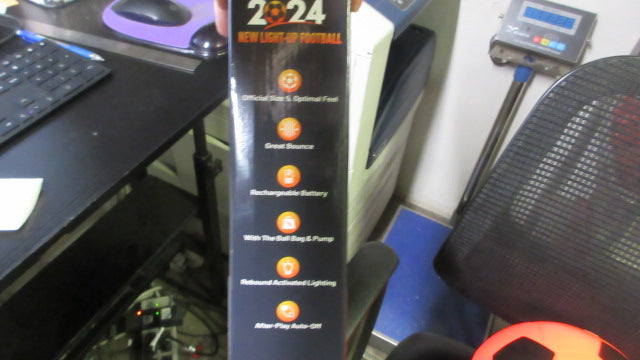 2024
NEW LIGHT-UP FOOTBALL
Official Size 5, Optimal Feel
Great Bounce
Rechargeable Battery
With The Ball Bag & Pump
Rebound Activated Lighting
After-Play Auto-Off